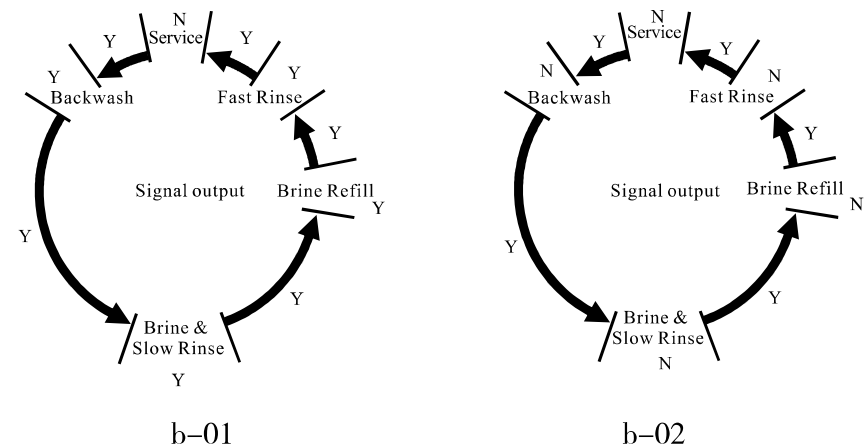 N
Service
Y
Y
Y
Backwash
Y
Fast Rinse
Y
Signal output
Brine Refill
Y
Y
Y
Brine &
Slow Rinse
Y
b-01
N
Service
Y
Y
N
Backwash
N
Fast Rinse
Y
Signal output
Brine Refill
N
Y
Y
Brine &
Slow Rinse
N
b-02